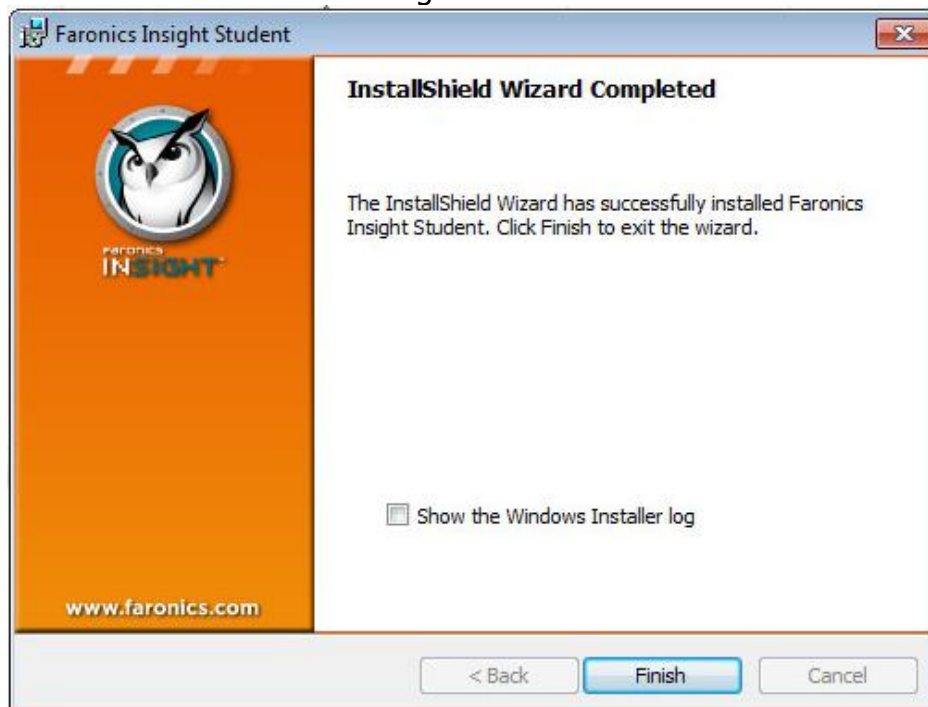 Faronics Insight Student
InstallShield Wizard Completed
The InstallShield Wizard has successfully installed Faronics
Insight Student. Click Finish to exit the wizard.
Faronics
INSIGHT
Show the Windows Installer log
www.faronics.com
< Back
Finish
Cancel